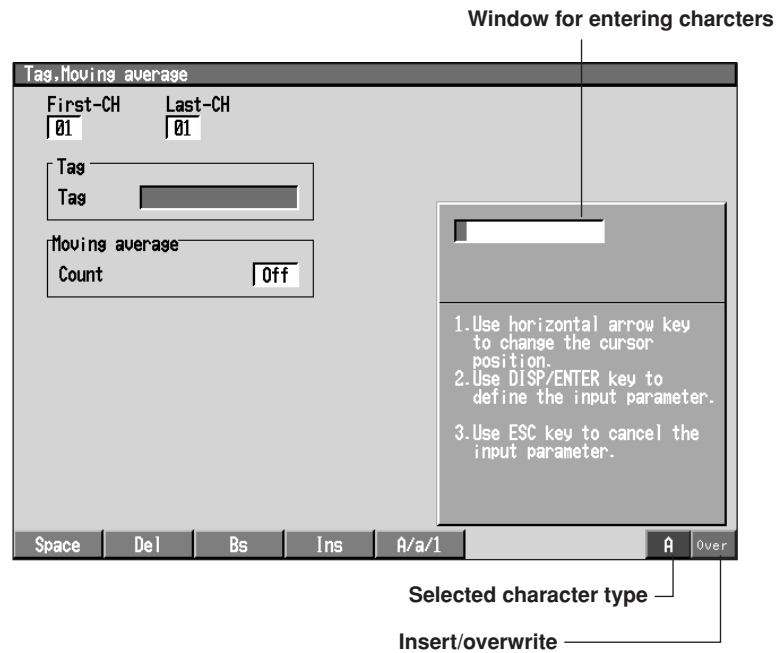 Window for entering charcters
Tag,Moving average
First-CH Last-CH
01 01
Tag
Tag
Moving average
Count Off
1.Use horizontal arrow key
to change the cursor
position.
2.Use DISP/ENTER key to
define the input parameter.
3.Use ESC key to cancel the
input parameter.
Space Del Bs Ins A/a/1 A Over
Selected character type
Insert/overwrite